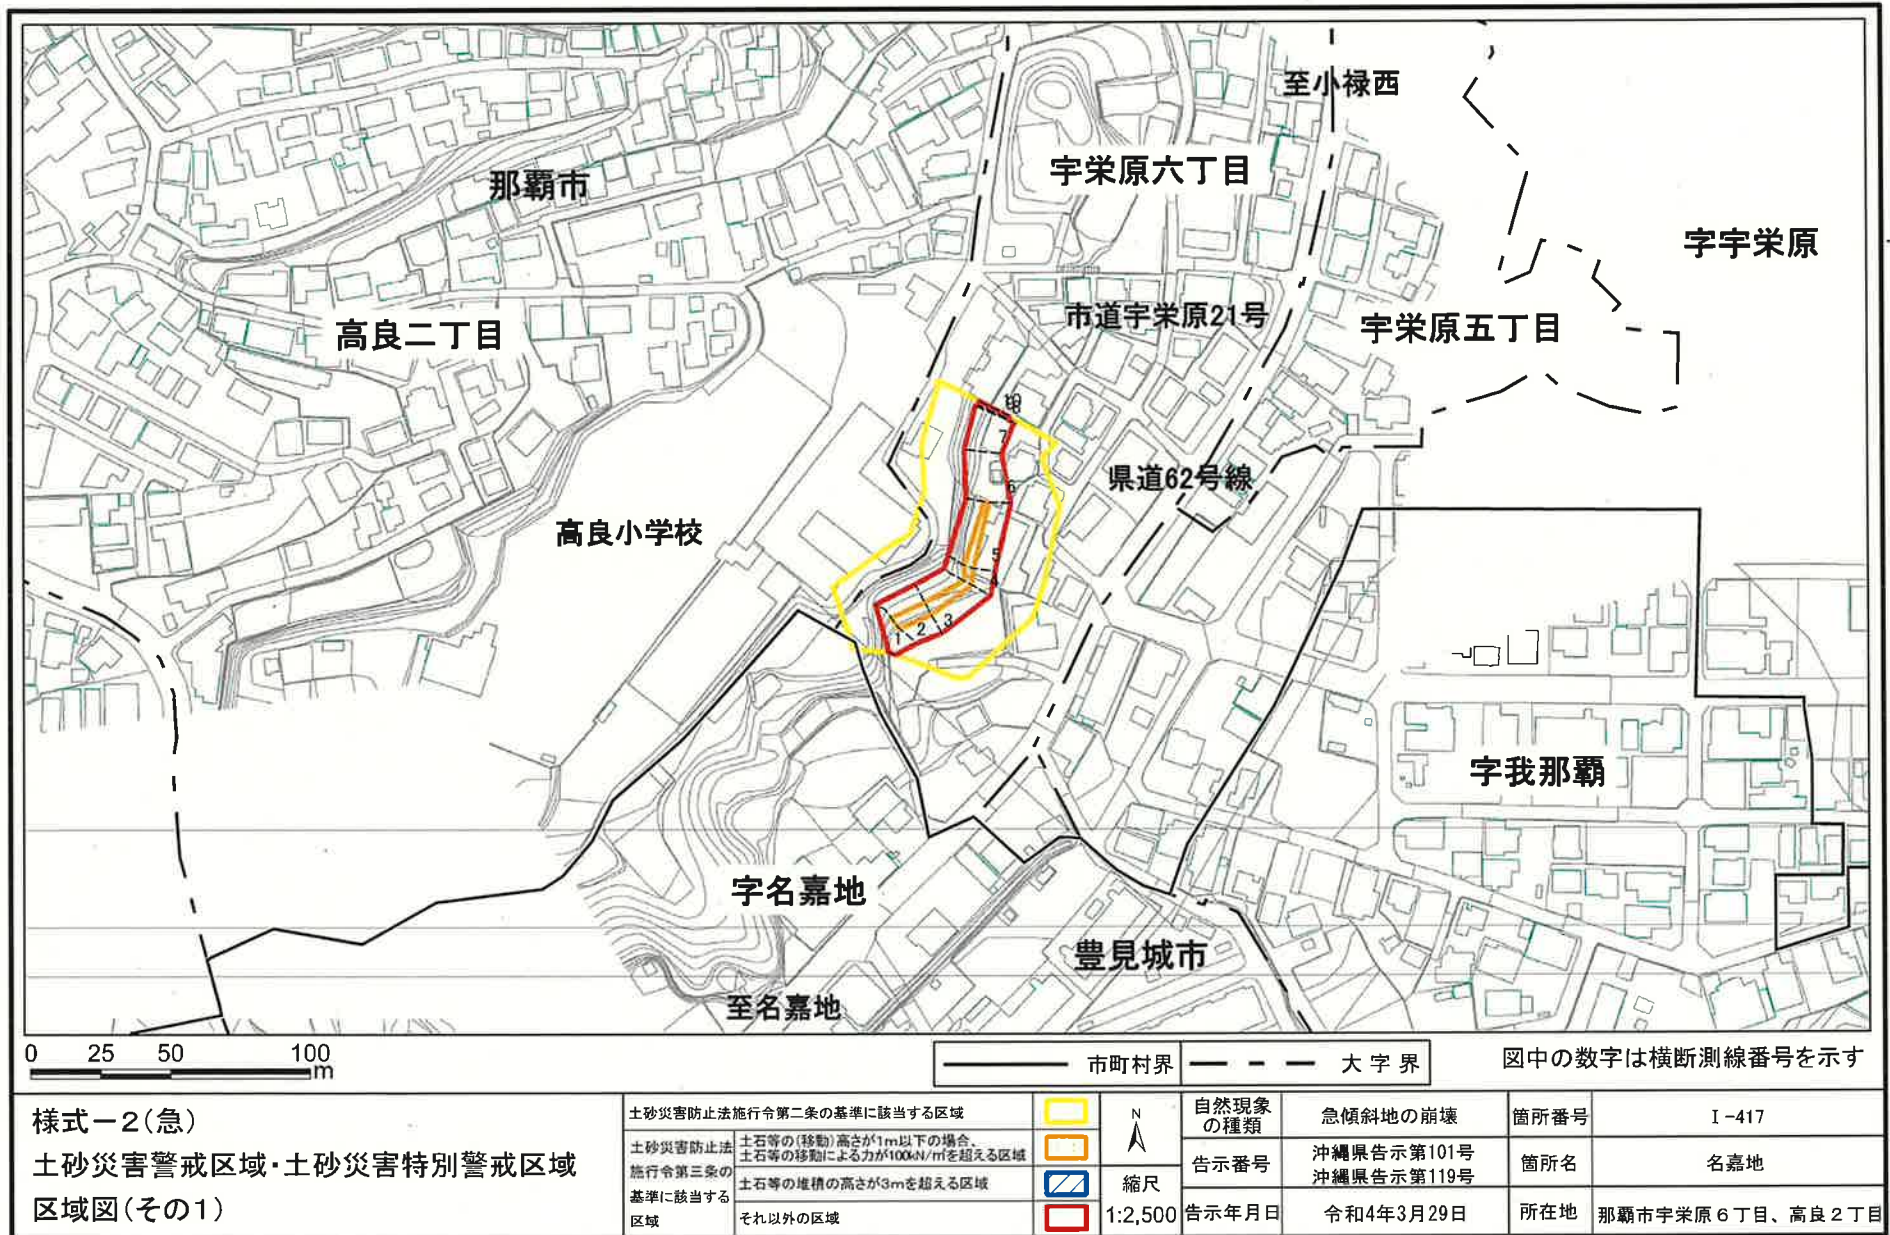 至小禄西
宇栄原六丁目
那覇市
字宇栄原
市道宇栄原21号
宇栄原五丁目
高良二丁目
10
8
7
県道62号線
6
高良小学校
5
4
3
2
1
字我那覇
字名嘉地
豊見城市
至名嘉地
0 25 50 100
m
市町村界 大字界
図中の数字は横断測線番号を示す
様式－2(急)
土砂災害警戒区域・土砂災害特別警戒区域
区域図(その1)
土砂災害防止法施行令第二条の基準に該当する区域
土砂災害防止法
施行令第三条の
基準に該当する
区域
土石等の(移動)高さが1m以下の場合、
土石等の移動による力が100kN/㎡を超える区域
土石等の堆積の高さが3mを超える区域
それ以外の区域
N
縮尺
1:2,500
自然現象
の種類
急傾斜地の崩壊
箇所番号
I-417
告示番号
沖縄県告示第101号
沖縄県告示第119号
箇所名
名嘉地
告示年月日
令和4年3月29日
所在地
那覇市宇栄原6丁目、高良2丁目